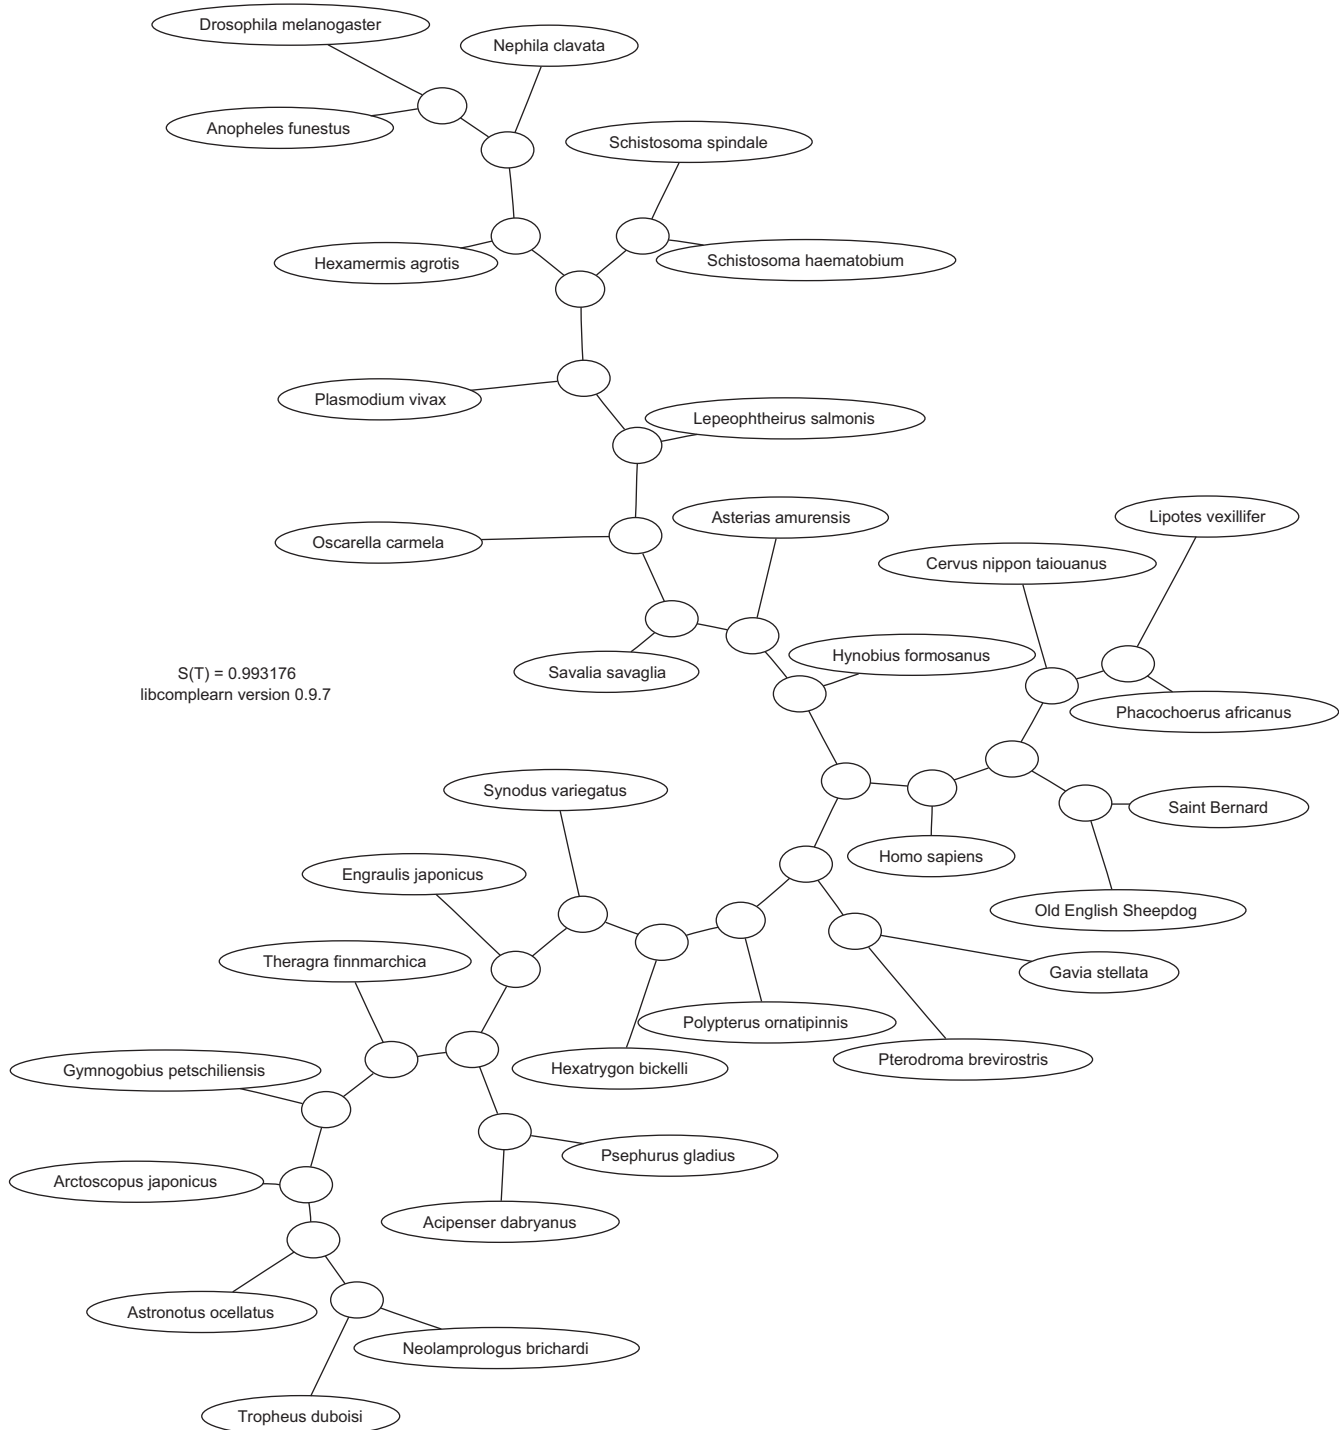 Drosophila melanogaster
Nephila clavata
Anopheles funestus
Schistosoma spindale
Hexamermis agrotis
Schistosoma haematobium
Plasmodium vivax
Lepeophtheirus salmonis
Asterias amurensis
Lipotes vexillifer
Oscarella carmela
Cervus nippon taiouanus
Hynobius formosanus
Savalia savaglia
S(T) = 0.993176
libcomplearn version 0.9.7
Phacochoerus africanus
Synodus variegatus
Saint Bernard
Homo sapiens
Engraulis japonicus
Old English Sheepdog
Theragra finnmarchica
Gavia stellata
Polypterus ornatipinnis
Pterodroma brevirostris
Hexatrygon bickelli
Gymnogobius petschiliensis
Psephurus gladius
Arctoscopus japonicus
Acipenser dabryanus
Astronotus ocellatus
Neolamprologus brichardi
Tropheus duboisi